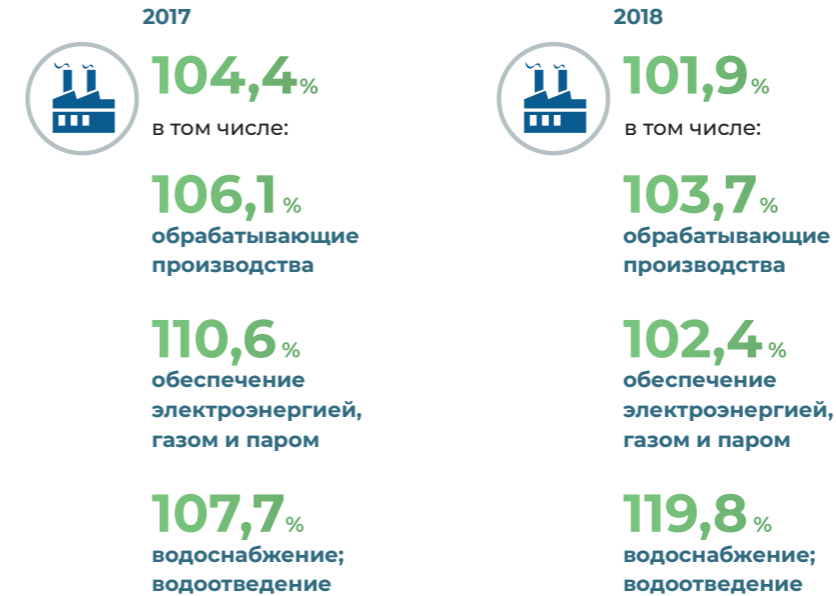 2017
104,4%
в том числе:
106,1%
обрабатывающие
производства
110,6%
обеспечение
электроэнергией,
газом и паром
107,7%
водоснабжение;
водоотведение
2018
101,9%
в том числе:
103,7%
обрабатывающие
производства
102,4%
обеспечение
электроэнергией,
газом и паром
119,8%
водоснабжение;
водоотведение